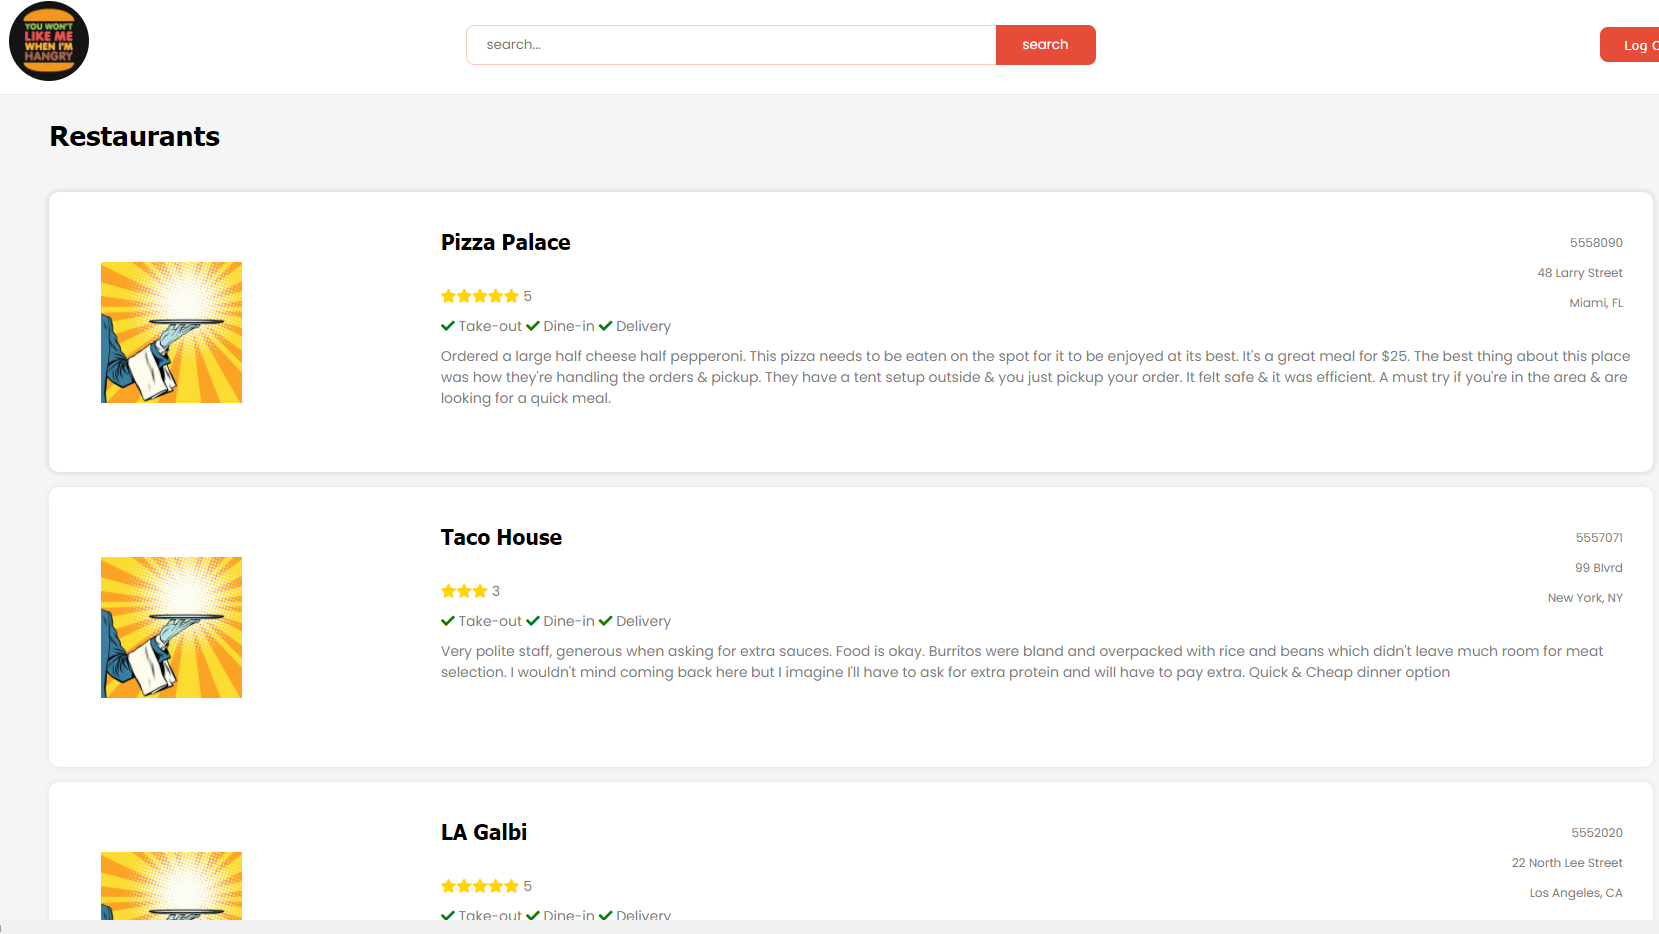 YOU WON'T
LIKE ME
WHEN I'M
HANGRY
search...
search
Log
Restaurants
Pizza Palace
5558090
48 Larry Street
Miami, FL
5
Take-out Dine-in Delivery
Ordered a large half cheese half pepperoni. This pizza needs to be eaten on the spot for it to be enjoyed at its best. It's a great meal for $25. The best thing about this place
was how they're handling the orders & pickup. They have a tent setup outside & you just pickup your order. It felt safe & it was efficient. A must try if you're in the area & are
looking for a quick meal.
Taco House
5557071
99 Blvrd
New York, NY
3
Take-out Dine-in Delivery
Very polite staff, generous when asking for extra sauces. Food is okay. Burritos were bland and overpacked with rice and beans which didn't leave much room for meat
selection. I wouldn't mind coming back here but I imagine I'll have to ask for extra protein and will have to pay extra. Quick & Cheap dinner option
LA Galbi
5552020
22 North Lee Street
Los Angeles, CA
5
Take-out Dine-in Delivery